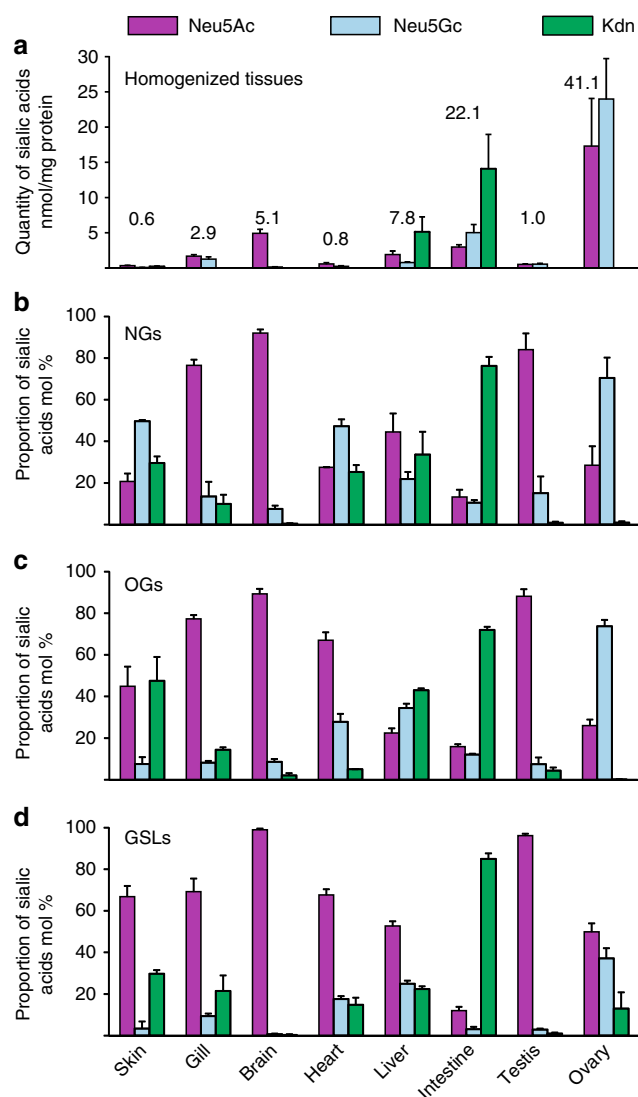 Neu5Ac Neu5Gc Kdn
a
Homogenized tissues
Quantity of sialic acids
nmol/mg protein
30
25
20
15
10
5
0.6 2.9 5.1 0.8 7.8 22.1 1.0 41.1
b
NGs
Proportion of sialic
acids mol %
100
80
60
40
20
c
OGs
Proportion of sialic
acids mol %
100
80
60
40
20
d
GSLs
Proportion of sialic
acids mol %
100
80
60
40
20
Skin Gill Brain Heart Liver Intestine Testis Ovary